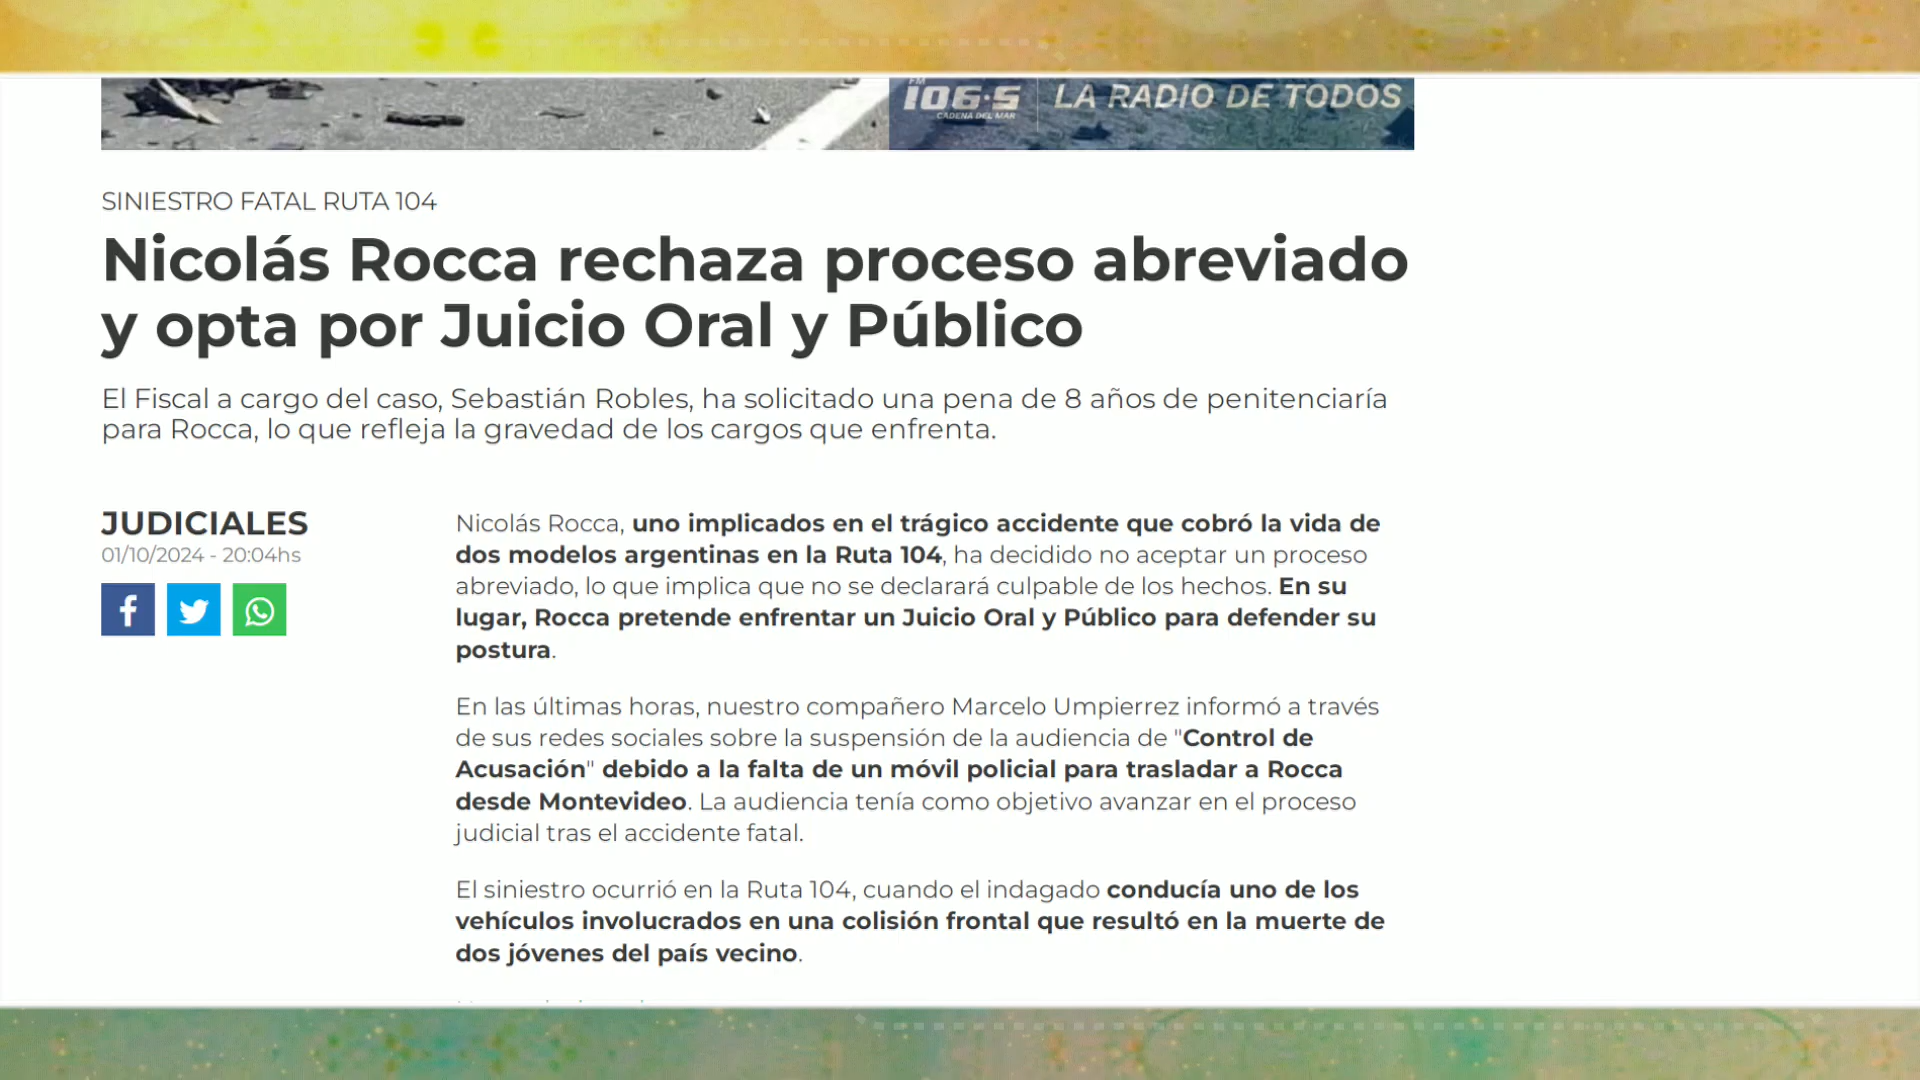 FM
106·5
CADENA DEL MAR
LA RADIO DE TODOS
SINIESTRO FATAL RUTA 104
Nicolás Rocca rechaza proceso abreviado
y opta por Juicio Oral y Público
El Fiscal a cargo del caso, Sebastián Robles, ha solicitado una pena de 8 años de penitenciaría
para Rocca, lo que refleja la gravedad de los cargos que enfrenta.
JUDICIALES
01/10/2024 - 20:04hs
Nicolás Rocca, uno implicados en el trágico accidente que cobró la vida de
dos modelos argentinas en la Ruta 104, ha decidido no aceptar un proceso
abreviado, lo que implica que no se declarará culpable de los hechos. En su
lugar, Rocca pretende enfrentar un Juicio Oral y Público para defender su
postura.
En las últimas horas, nuestro compañero Marcelo Umpierrez informó a través
de sus redes sociales sobre la suspensión de la audiencia de "Control de
Acusación" debido a la falta de un móvil policial para trasladar a Rocca
desde Montevideo. La audiencia tenía como objetivo avanzar en el proceso
judicial tras el accidente fatal.
El siniestro ocurrió en la Ruta 104, cuando el indagado conducía uno de los
vehículos involucrados en una colisión frontal que resultó en la muerte de
dos jóvenes del país vecino.